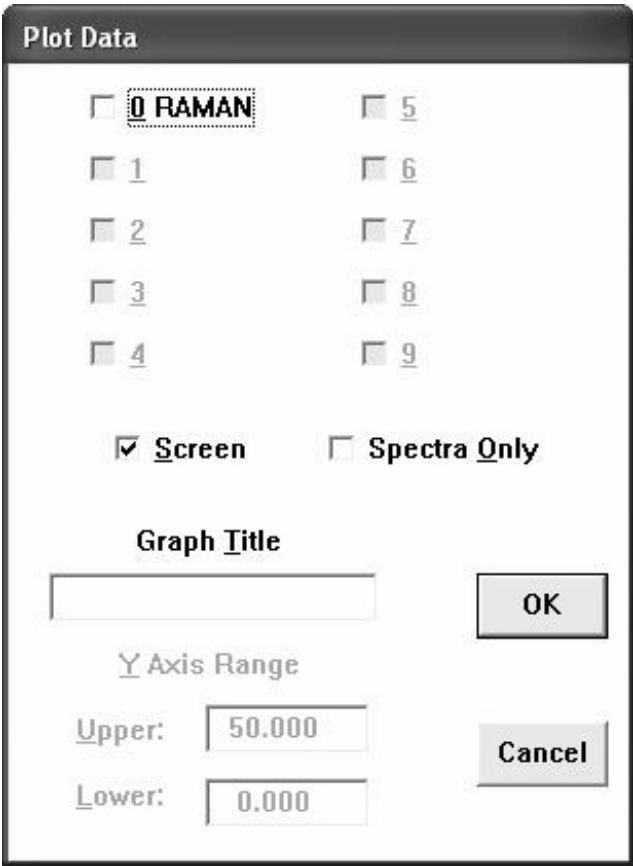 Plot Data
0 RAMAN
5
1
6
2
7
3
8
4
9
Screen
Spectra Only
Graph Title
OK
Y Axis Range
Upper: 50.000
Cancel
Lower: 0.000